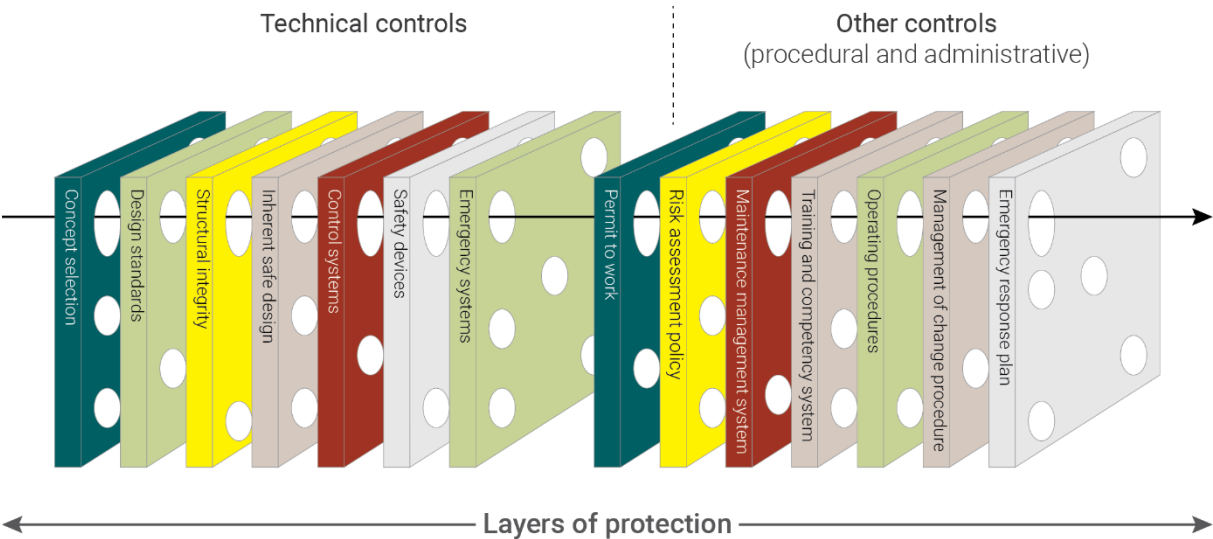 Technical controls
Other controls
(procedural and administrative)
Concept selection
Design standards
Structural integrity
Inherent safe design
Control systems
Safety devices
Emergency systems
Permit to work
Risk assessment policy
Maintenance management system
Training and competency system
Operating procedures
Management of change procedure
Emergency response plan
Layers of protection